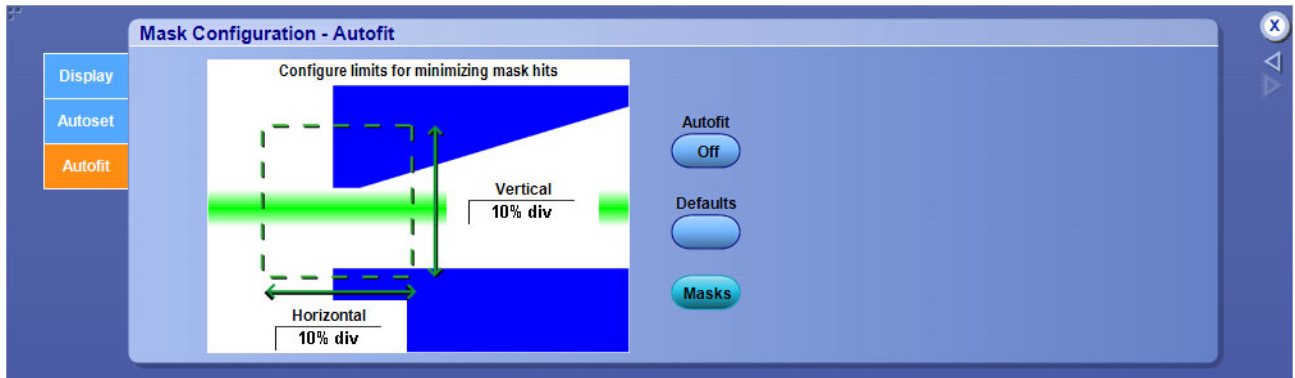 Mask Configuration - Autofit
X
Display
Autoset
Autofit
Configure limits for minimizing mask hits
Vertical
10% div
Horizontal
10% div
Autofit
Off
Defaults
Masks